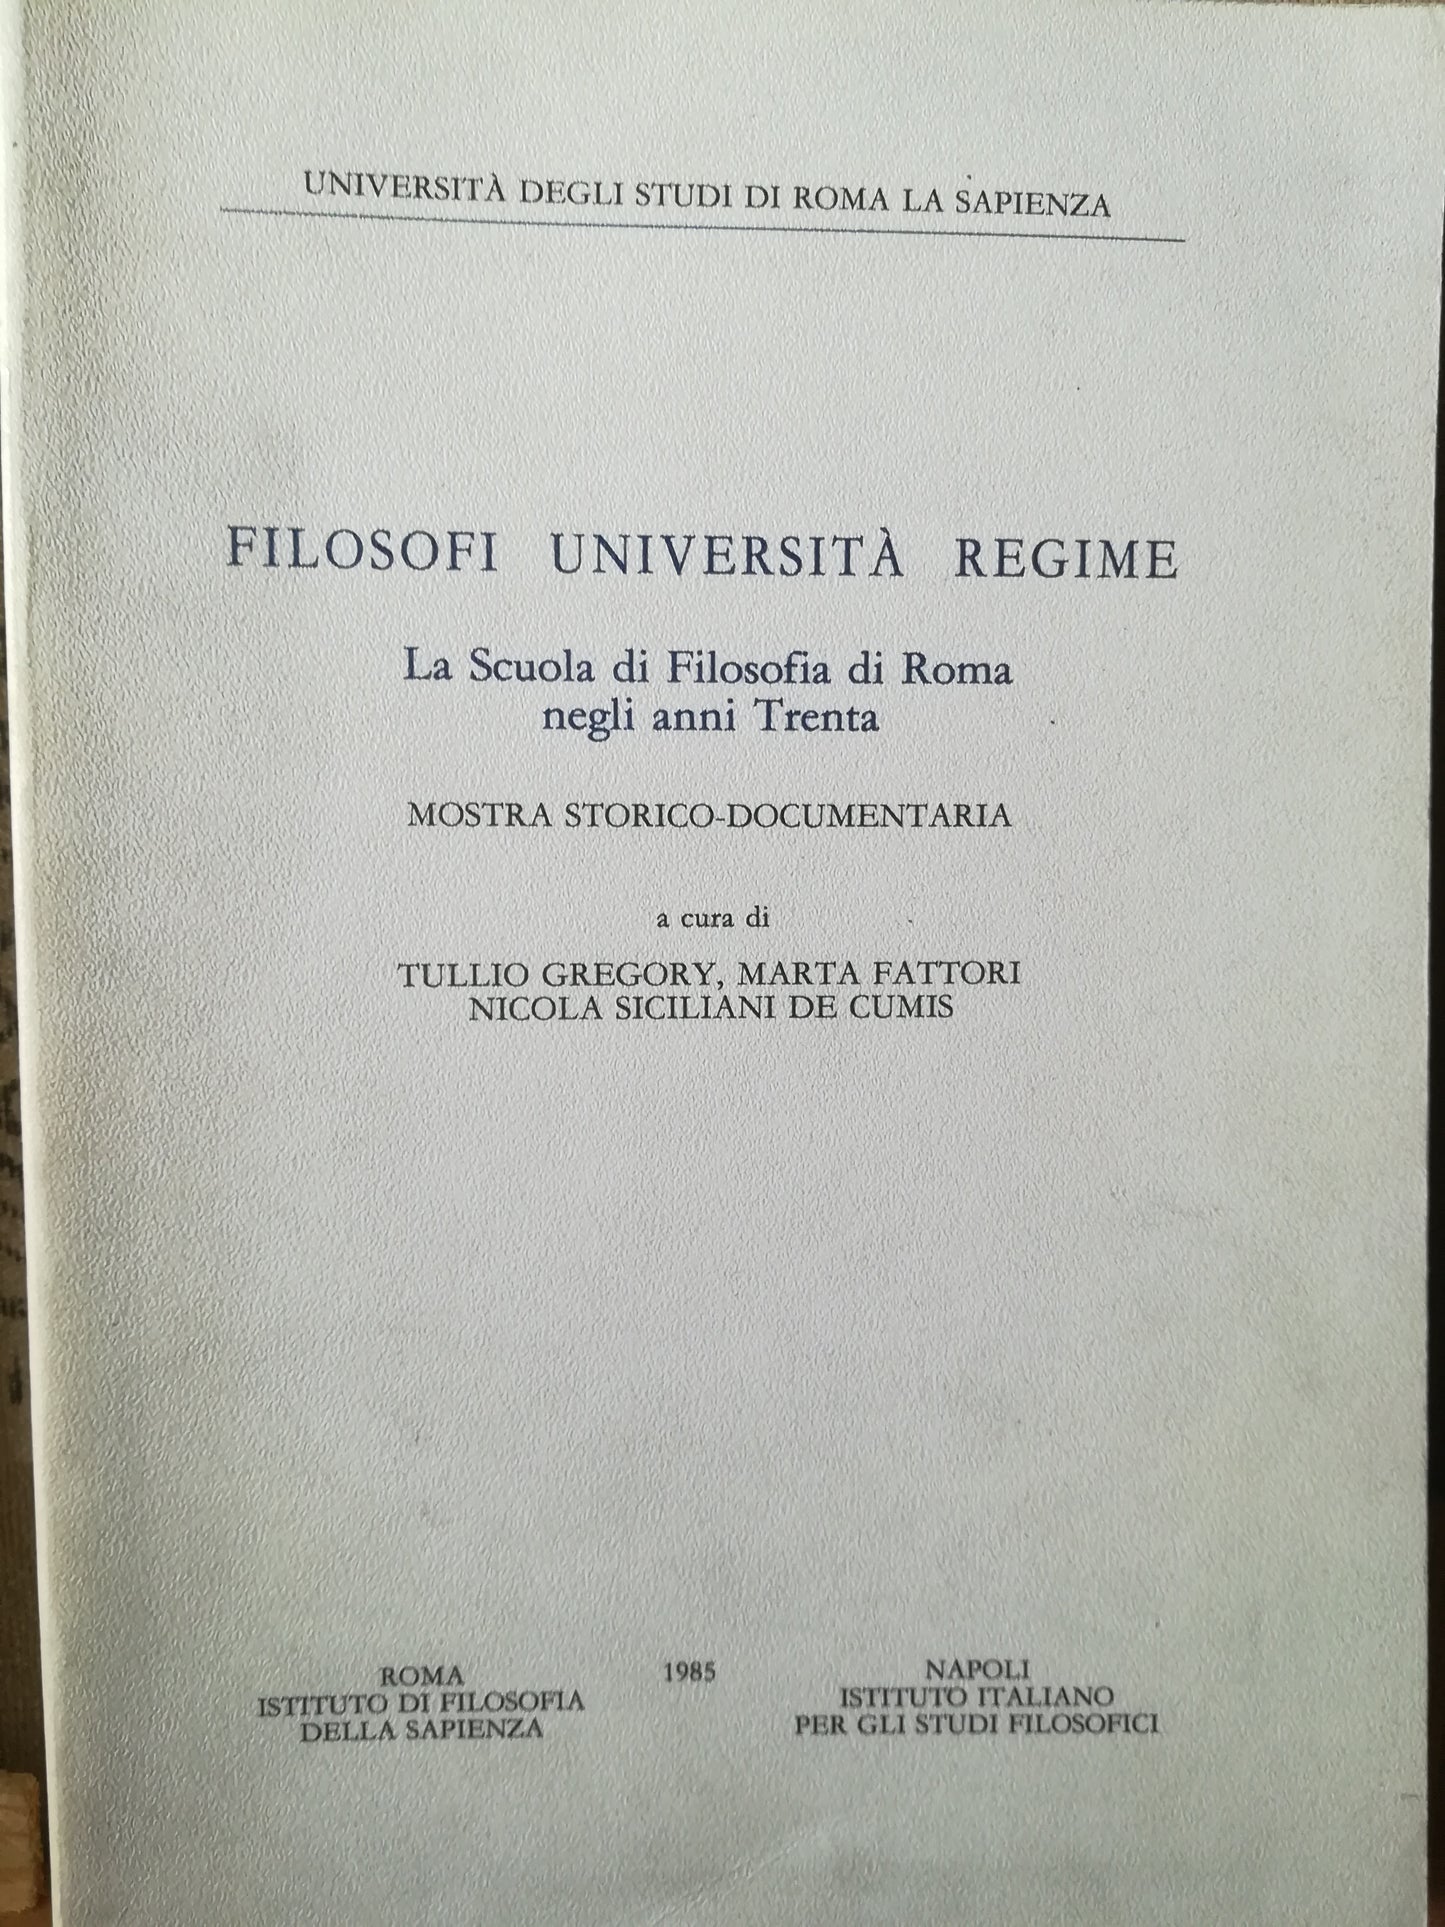 UNIVERSITÀ DEGLI STUDI DI ROMA LA SAPIENZA
FILOSOFI UNIVERSITÀ REGIME
La Scuola di Filosofia di Roma
negli anni Trenta
MOSTRA STORICO-DOCUMENTARIA
a cura di
TULLIO GREGORY, MARTA FATTORI
NICOLA SICILIANI DE CUMIS
ROMA
ISTITUTO DI FILOSOFIA
DELLA SAPIENZA
1985
NAPOLI
ISTITUTO ITALIANO
PER GLI STUDI FILOSOFICI